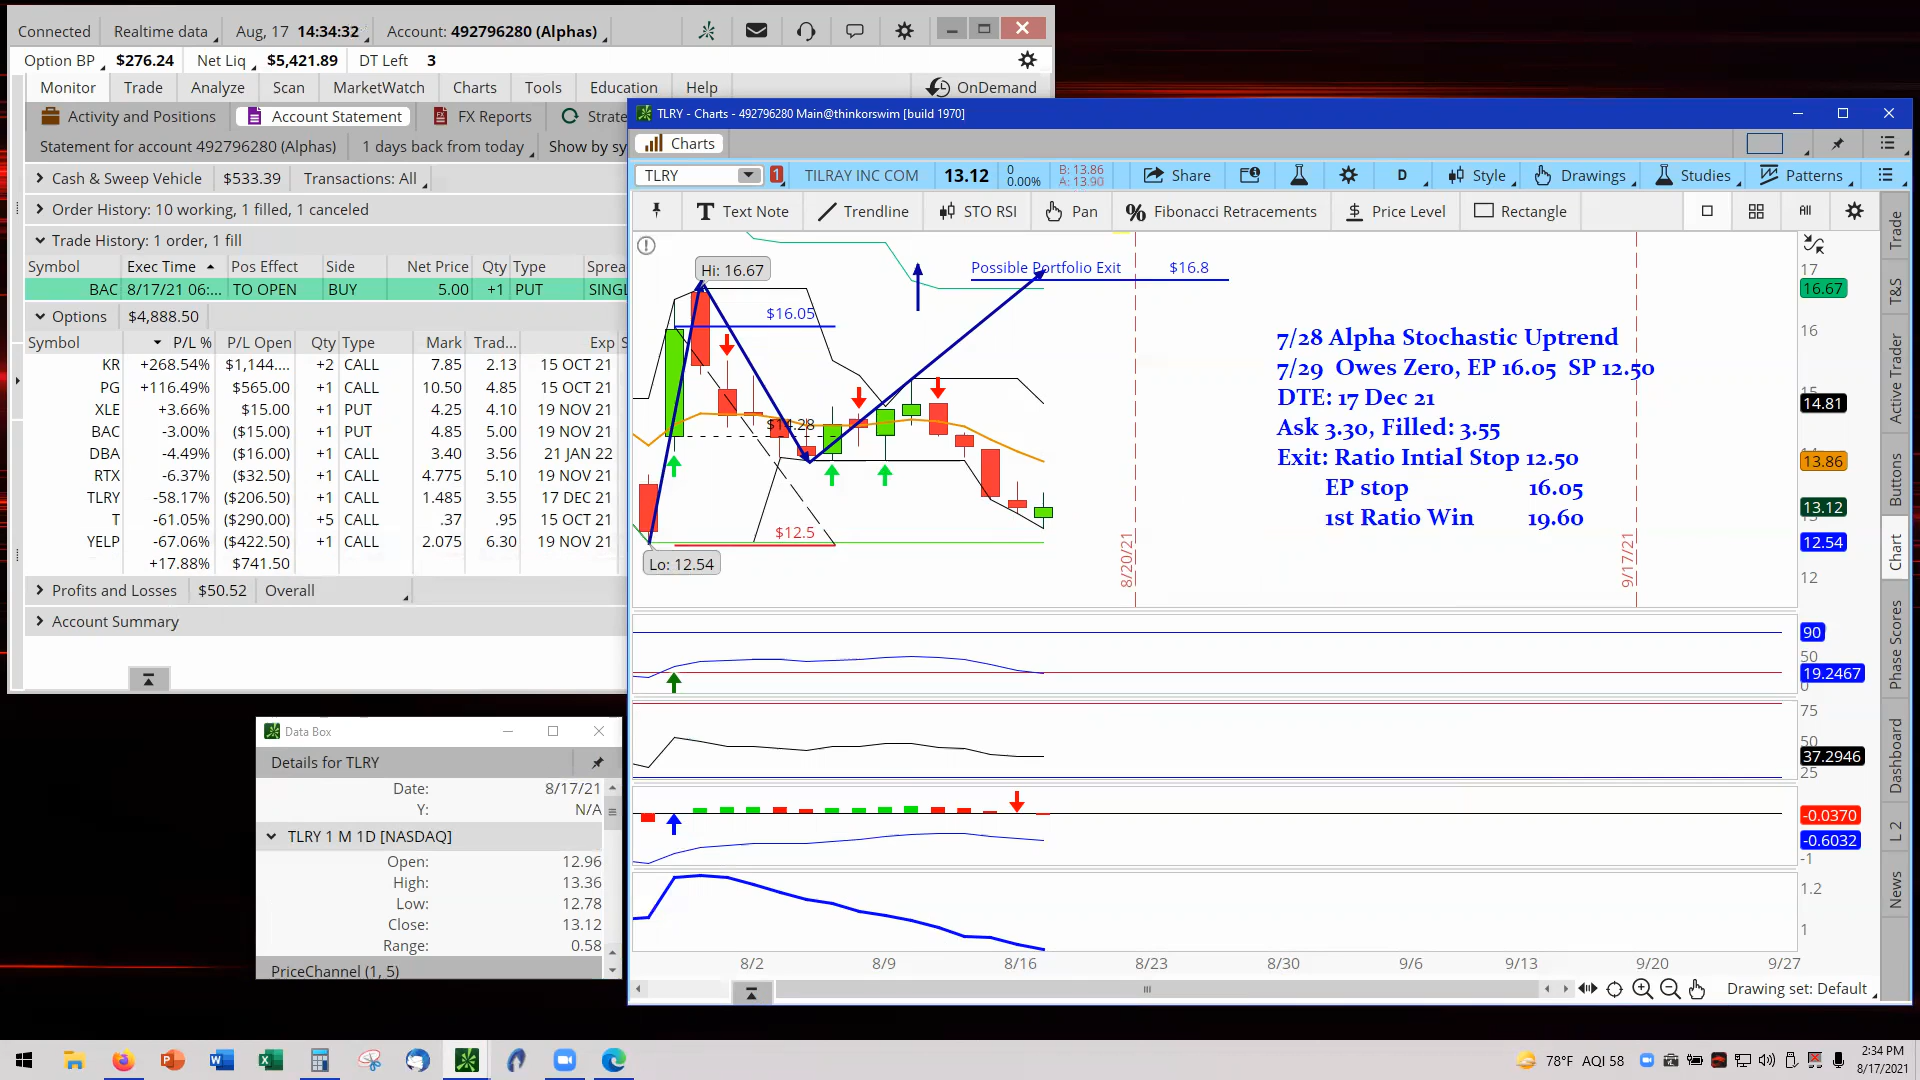 Connected Realtime data Aug, 17 14:34:32 Account: 492796280 (Alphas)
Option BP $276.24 Net Liq $5,421.89 DT Left 3
Monitor Trade Analyze Scan MarketWatch Charts Tools Education Help OnDemand
Activity and Positions Account Statement FX Reports Strate
Statement for account 492796280 (Alphas) 1 days back from today Show by sy
Cash & Sweep Vehicle $533.39 Transactions: All
Order History: 10 working, 1 filled, 1 canceled
Trade History: 1 order, 1 fill
Symbol Exec Time Pos Effect Side Net Price Qty Type Sprea
BAC 8/17/21 06:... TO OPEN BUY 5.00 +1 PUT SINGL
Options $4,888.50
Symbol P/L % P/L Open Qty Type Mark Trad... Exp S
KR +268.54% $1,144.... +2 CALL 7.85 2.13 15 OCT 21
PG +116.49% $565.00 +1 CALL 10.50 4.85 15 OCT 21
XLE +3.66% $15.00 +1 PUT 4.25 4.10 19 NOV 21
BAC -3.00% ($15.00) +1 PUT 4.85 5.00 19 NOV 21
DBA -4.49% ($16.00) +1 CALL 3.40 3.56 21 JAN 22
RTX -6.37% ($32.50) +1 CALL 4.775 5.10 19 NOV 21
TLRY -58.17% ($206.50) +1 CALL 1.485 3.55 17 DEC 21
T -61.05% ($290.00) +5 CALL .37 .95 15 OCT 21
YELP -67.06% ($422.50) +1 CALL 2.075 6.30 19 NOV 21
+17.88% $741.50
Profits and Losses $50.52 Overall
Account Summary
Data Box
Details for TLRY
Date: 8/17/21
Y: N/A
TLRY 1 M 1D [NASDAQ]
Open: 12.96
High: 13.36
Low: 12.78
Close: 13.12
Range: 0.58
PriceChannel (1, 5)
TLRY - Charts - 492796280 Main@thinkorswim [build 1970]
Charts
TLRY 1 TILRAY INC COM 13.12 0 0.00% B: 13.86 A: 13.90 Share D Style Drawings Studies Patterns
Text Note Trendline STO RSI Pan Fibonacci Retracements Price Level Rectangle All
Hi: 16.67
Possible Portfolio Exit $16.8
$16.05
$14.28
$12.5
Lo: 12.54
7/28 Alpha Stochastic Uptrend
7/29 Owes Zero, EP 16.05 SP 12.50
DTE: 17 Dec 21
Ask 3.30, Filled: 3.55
Exit: Ratio Intial Stop 12.50
EP stop 16.05
1st Ratio Win 19.60
8/20/21
9/17/21
17
16.67
16
14.81
13.86
13.12
12.54
12
90
50
19.2467
0
75
50
37.2946
25
-0.0370
-0.6032
-1
1.2
1
8/2 8/9 8/16 8/23 8/30 9/6 9/13 9/20 9/27
Drawing set: Default
Trade
T&S
Active Trader
Buttons
Chart
Phase Scores
Dashboard
L 2
News
78°F AQI 58
2:34 PM
8/17/2021